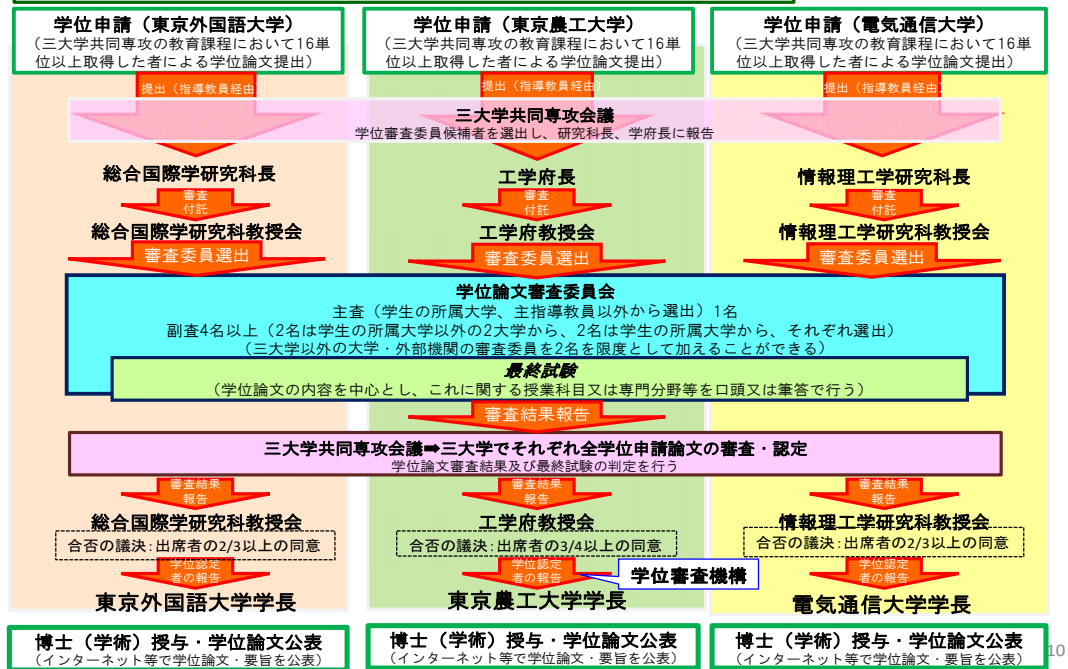 学位申請（東京外国語大学）
（三大学共同専攻の教育課程において16単
位以上取得した者による学位論文提出）
学位申請（東京農工大学）
（三大学共同専攻の教育課程において16単
位以上取得した者による学位論文提出）
学位申請（電気通信大学）
（三大学共同専攻の教育課程において16単
位以上取得した者による学位論文提出）
提出（指導教員経由）
提出（指導教員経由）
提出（指導教員経由）
三大学共同専攻会議
学位審査委員候補者を選出し、研究科長、学府長に報告
総合国際学研究科長
工学府長
情報理工学研究科長
審査
付託
審査
付託
審査
付託
総合国際学研究科教授会
工学府教授会
情報理工学研究科教授会
審査委員選出
審査委員選出
審査委員選出
学位論文審査委員会
主査（学生の所属大学、主指導教員以外から選出）1名
副査4名以上（2名は学生の所属大学以外の2大学から、2名は学生の所属大学から、それぞれ選出）
（三大学以外の大学・外部機関の審査委員を2名を限度として加えることができる）
最終試験
（学位論文の内容を中心とし、これに関する授業科目又は専門分野等を口頭又は筆答で行う）
審査結果報告
三大学共同専攻会議➡三大学でそれぞれ全学位申請論文の審査・認定
学位論文審査結果及び最終試験の判定を行う
審査結果
報告
審査結果
報告
審査結果
報告
総合国際学研究科教授会
工学府教授会
情報理工学研究科教授会
合否の議決：出席者の2/3以上の同意
合否の議決：出席者の3/4以上の同意
合否の議決：出席者の2/3以上の同意
学位認定
者の報告
学位認定
者の報告
学位審査機構
学位認定
者の報告
東京外国語大学学長
東京農工大学学長
電気通信大学学長
博士（学術）授与・学位論文公表
（インターネット等で学位論文・要旨を公表）
博士（学術）授与・学位論文公表
（インターネット等で学位論文・要旨を公表）
博士（学術）授与・学位論文公表
（インターネット等で学位論文・要旨を公表）
10